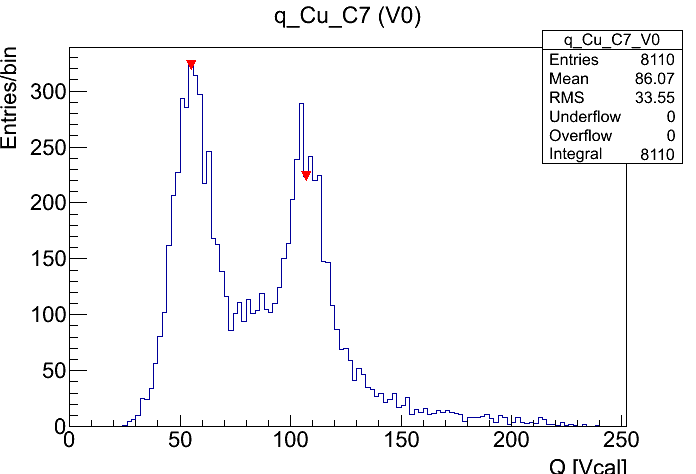 q_Cu_C7 (V0)
q_Cu_C7_V0
Entries 8110
Mean 86.07
RMS 33.55
Underflow 0
Overflow 0
Integral 8110
Entries/bin
300
250
200
150
100
50
0
0 50 100 150 200 250
Q [Vcal]